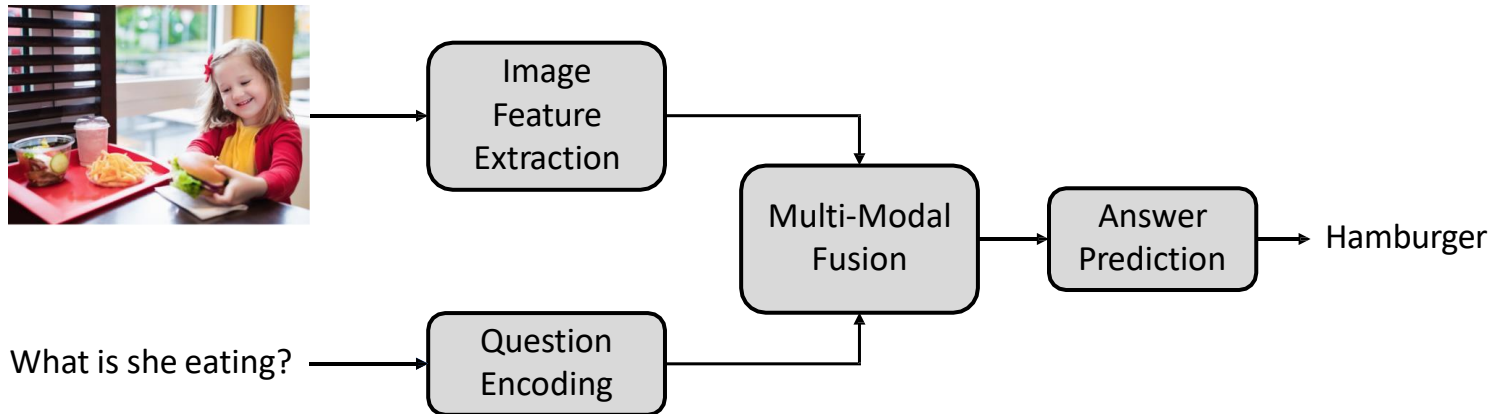 Image
Feature
Extraction
Multi-Modal
Fusion
Answer
Prediction
Hamburger
What is she eating?
Question
Encoding